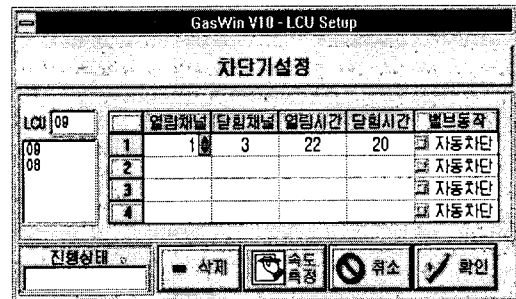 GasWin V10 - LCU Setup
차단기설정
LCU 09
09
08
열림채널 닫힘채널 열림시간 닫힘시간 밸브동작
1 1 3 22 20 자동차단
2 자동차단
3 자동차단
4 자동차단
진행상태
삭제 속도측정 취소 확인